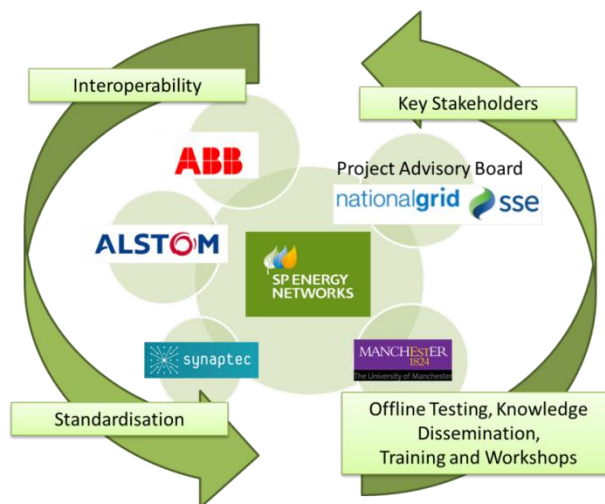 Interoperability
Key Stakeholders
ABB
Project Advisory Board
nationalgrid
sse
ALSTOM
SP ENERGY
NETWORKS
synaptec
MANCHEstER
1824
The University of Manchester
Standardisation
Offline Testing, Knowledge
Dissemination,
Training and Workshops